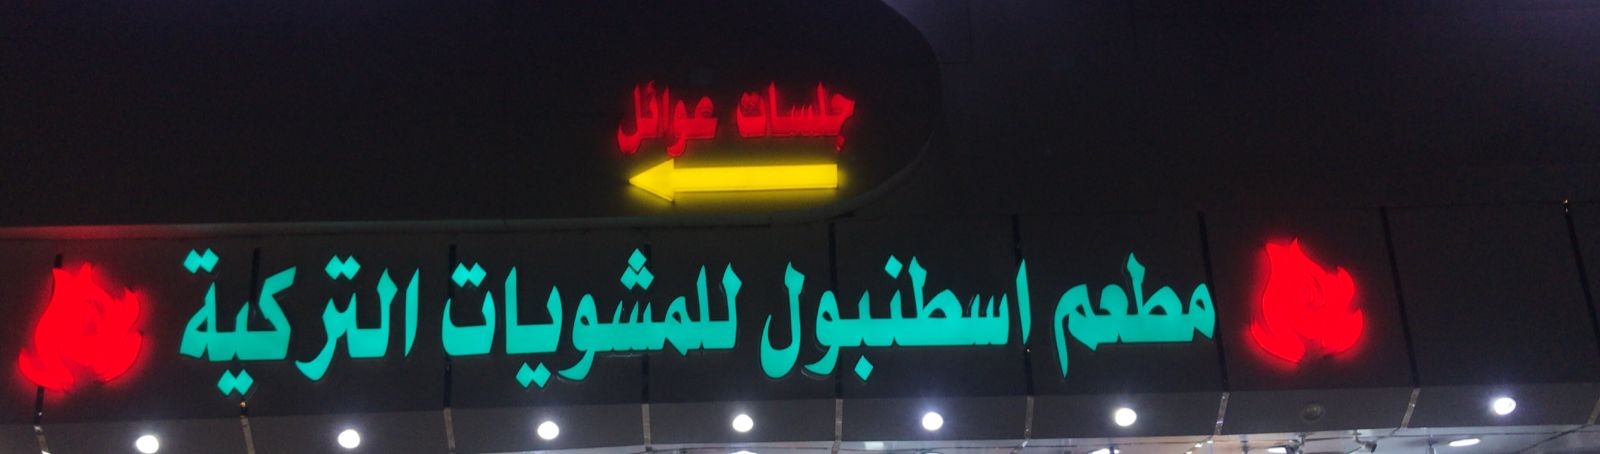 جلسات عوائل
مطعم اسطنبول للمشويات التركية